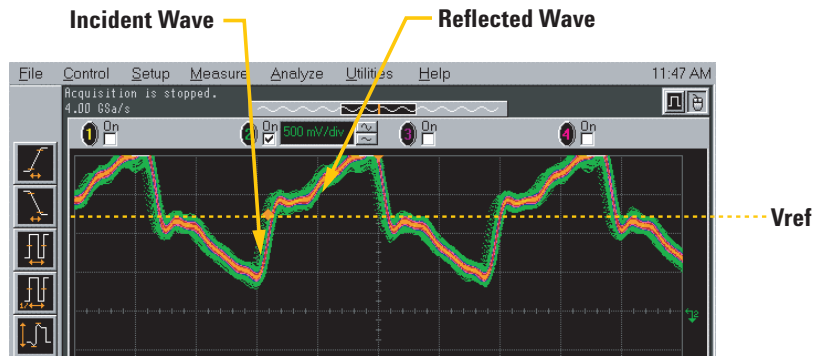 Incident Wave
Reflected Wave
File Control Setup Measure Analyze Utilities Help 11:47 AM
Acquisition is stopped.
4.00 GSa/s
1 On 2 On 500 mV/div 3 On 4 On
Vref